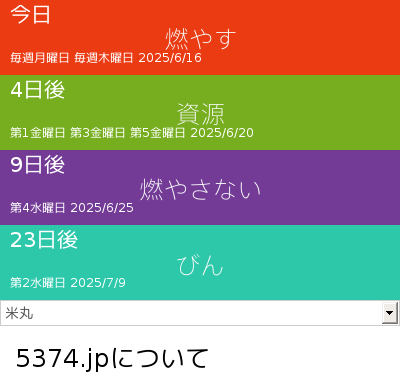 今日
燃やす
毎週月曜日 毎週木曜日 2025/6/16
4日後
資源
第1金曜日 第3金曜日 第5金曜日 2025/6/20
9日後
燃やさない
第4水曜日 2025/6/25
23日後
びん
第2水曜日 2025/7/9
米丸
5374.jpについて